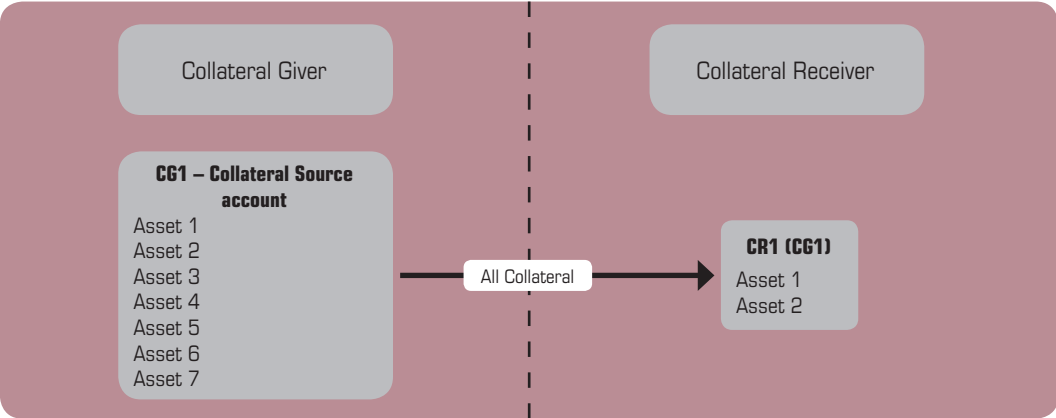 Collateral Giver
Collateral Receiver
CG1 – Collateral Source
account
Asset 1
Asset 2
Asset 3
Asset 4
Asset 5
Asset 6
Asset 7
All Collateral
CR1 (CG1)
Asset 1
Asset 2